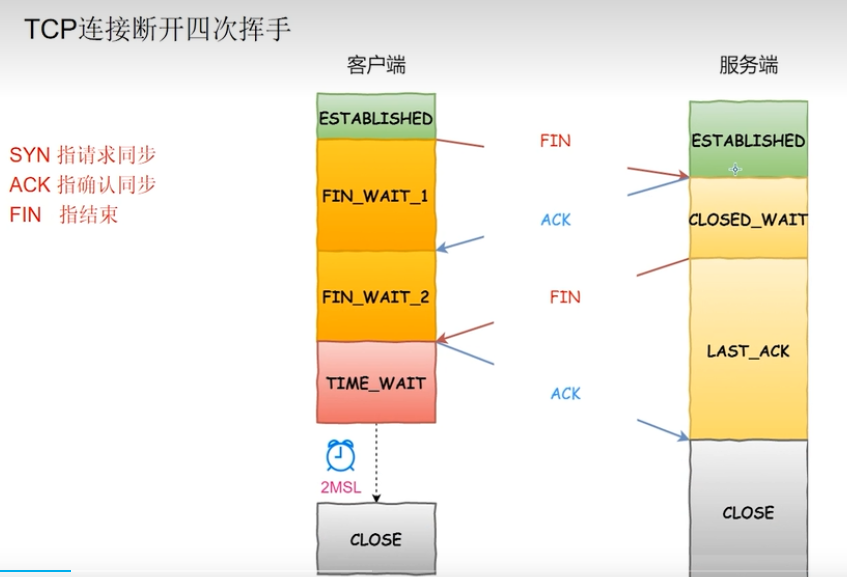 TCP连接断开四次挥手
客户端
服务端
SYN 指请求同步
ACK 指确认同步
FIN 指结束
ESTABLISHED
FIN
ESTABLISHED
FIN_WAIT_1
ACK
CLOSED_WAIT
FIN_WAIT_2
FIN
LAST_ACK
TIME_WAIT
ACK
2MSL
CLOSE
CLOSE